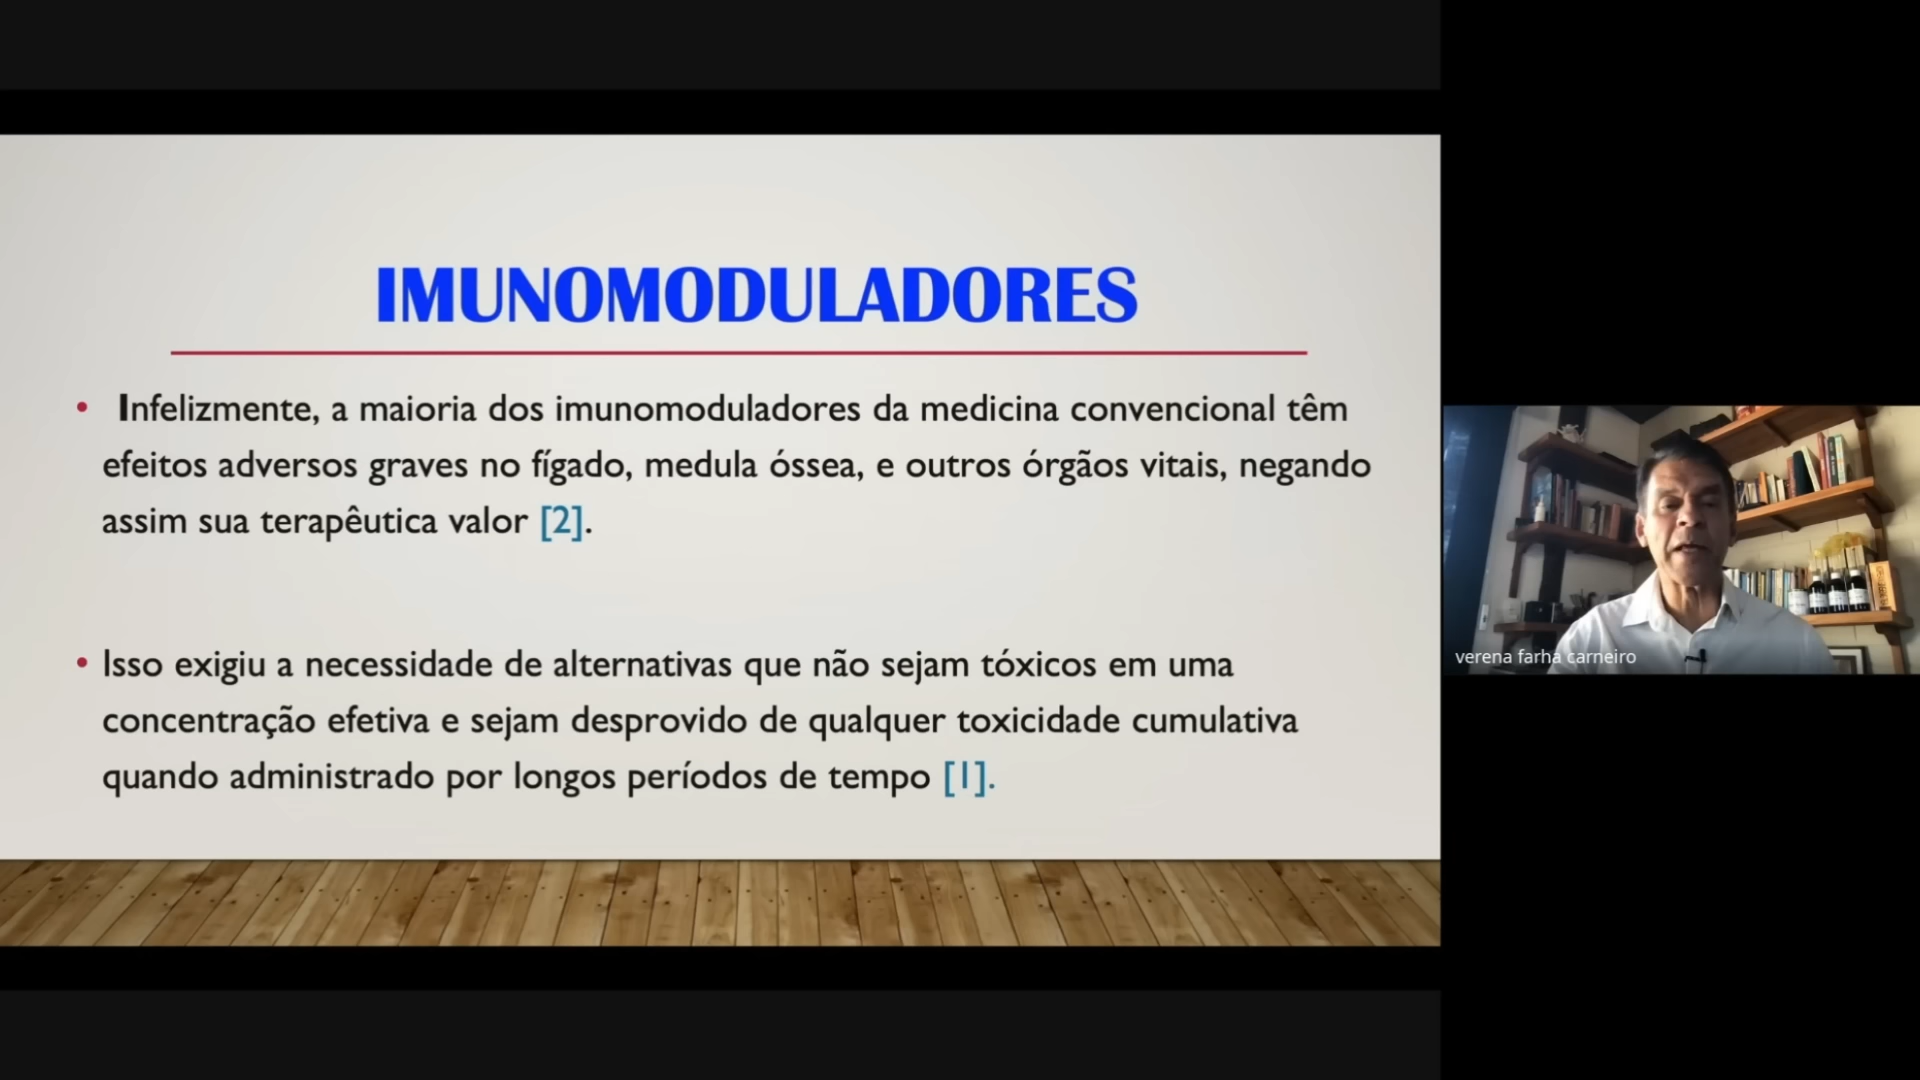 IMUNOMODULADORES
• Infelizmente, a maioria dos imunomoduladores da medicina convencional têm
efeitos adversos graves no fígado, medula óssea, e outros órgãos vitais, negando
assim sua terapêutica valor [2].
• Isso exigiu a necessidade de alternativas que não sejam tóxicos em uma
concentração efetiva e sejam desprovido de qualquer toxicidade cumulativa
quando administrado por longos períodos de tempo [1].
verena farha carneiro